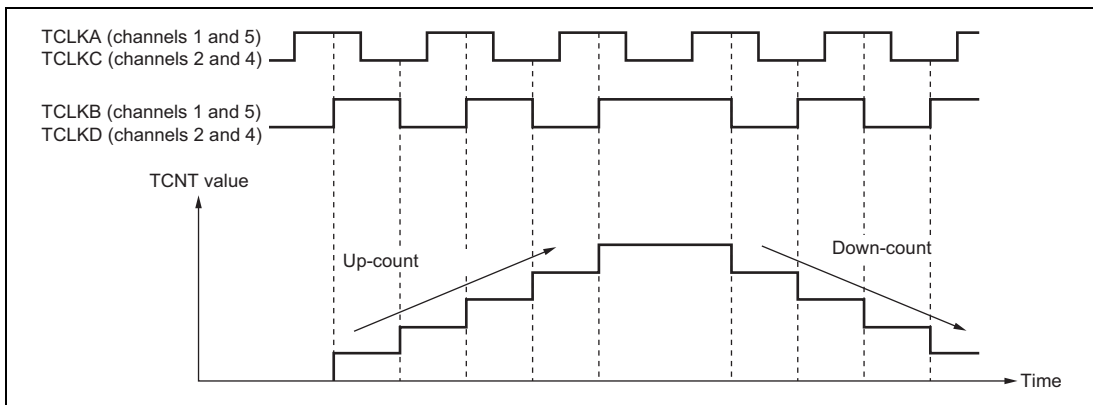 TCLKA (channels 1 and 5)
TCLKC (channels 2 and 4)
TCLKB (channels 1 and 5)
TCLKD (channels 2 and 4)
TCNT value
Up-count
Down-count
Time